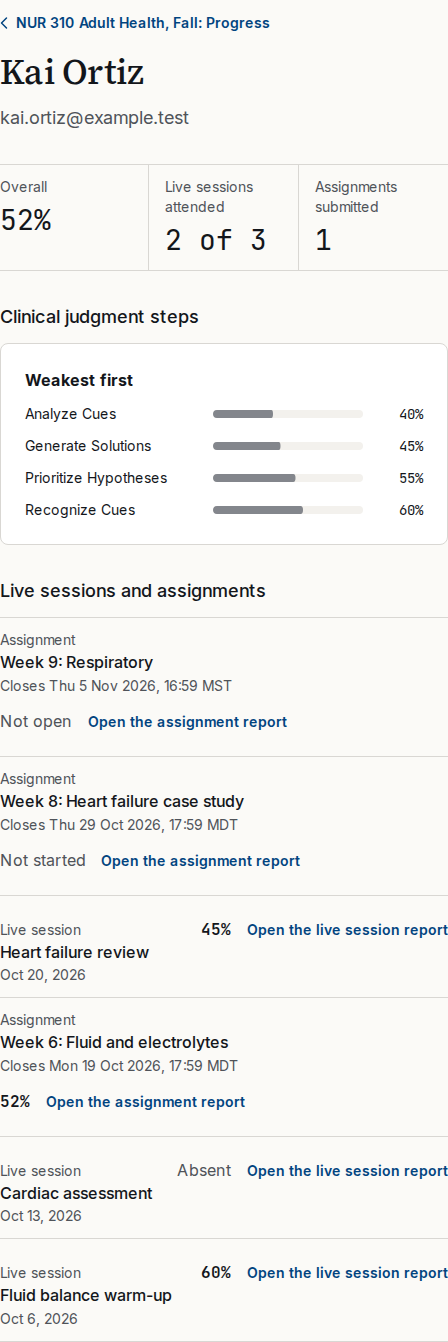 NUR 310 Adult Health, Fall: Progress
Kai Ortiz
kai.ortiz@example.test
Overall
52%
Live sessions
attended
2 of 3
Assignments
submitted
1
Clinical judgment steps
Weakest first
Analyze Cues 40%
Generate Solutions 45%
Prioritize Hypotheses 55%
Recognize Cues 60%
Live sessions and assignments
Assignment
Week 9: Respiratory
Closes Thu 5 Nov 2026, 16:59 MST
Not open Open the assignment report
Assignment
Week 8: Heart failure case study
Closes Thu 29 Oct 2026, 17:59 MDT
Not started Open the assignment report
Live session 45% Open the live session report
Heart failure review
Oct 20, 2026
Assignment
Week 6: Fluid and electrolytes
Closes Mon 19 Oct 2026, 17:59 MDT
52% Open the assignment report
Live session Absent Open the live session report
Cardiac assessment
Oct 13, 2026
Live session 60% Open the live session report
Fluid balance warm-up
Oct 6, 2026